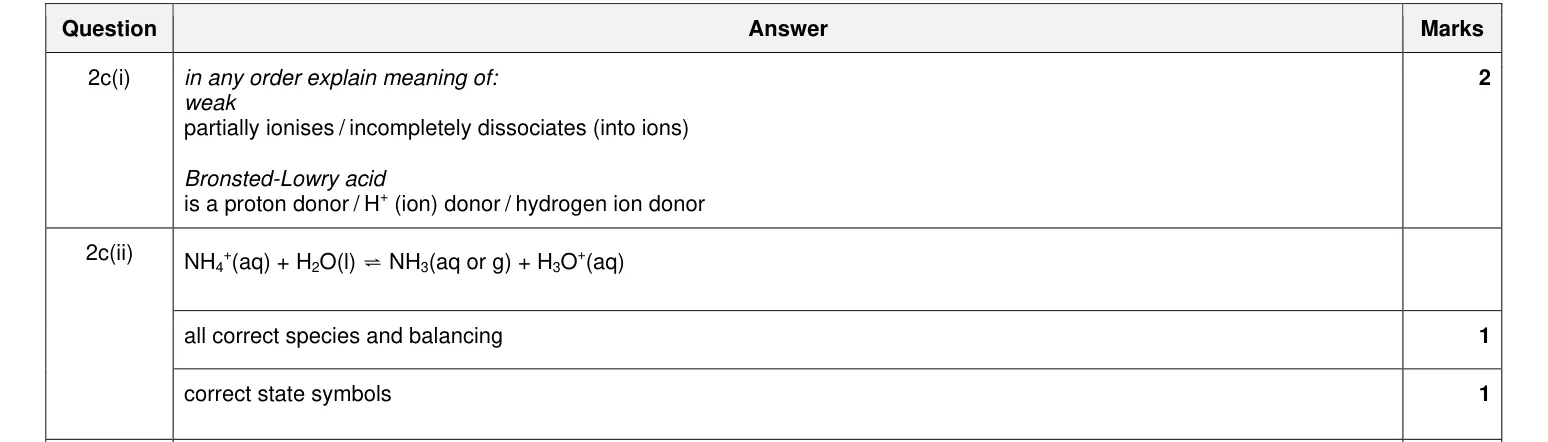 Question Answer Marks
2c(i) in any order explain meaning of: 2
weak
partially ionises / incompletely dissociates (into ions)
Bronsted-Lowry acid
is a proton donor / H⁺ (ion) donor / hydrogen ion donor
2c(ii) NH₄⁺(aq) + H₂O(l) ⇌ NH₃(aq or g) + H₃O⁺(aq)
all correct species and balancing 1
correct state symbols 1